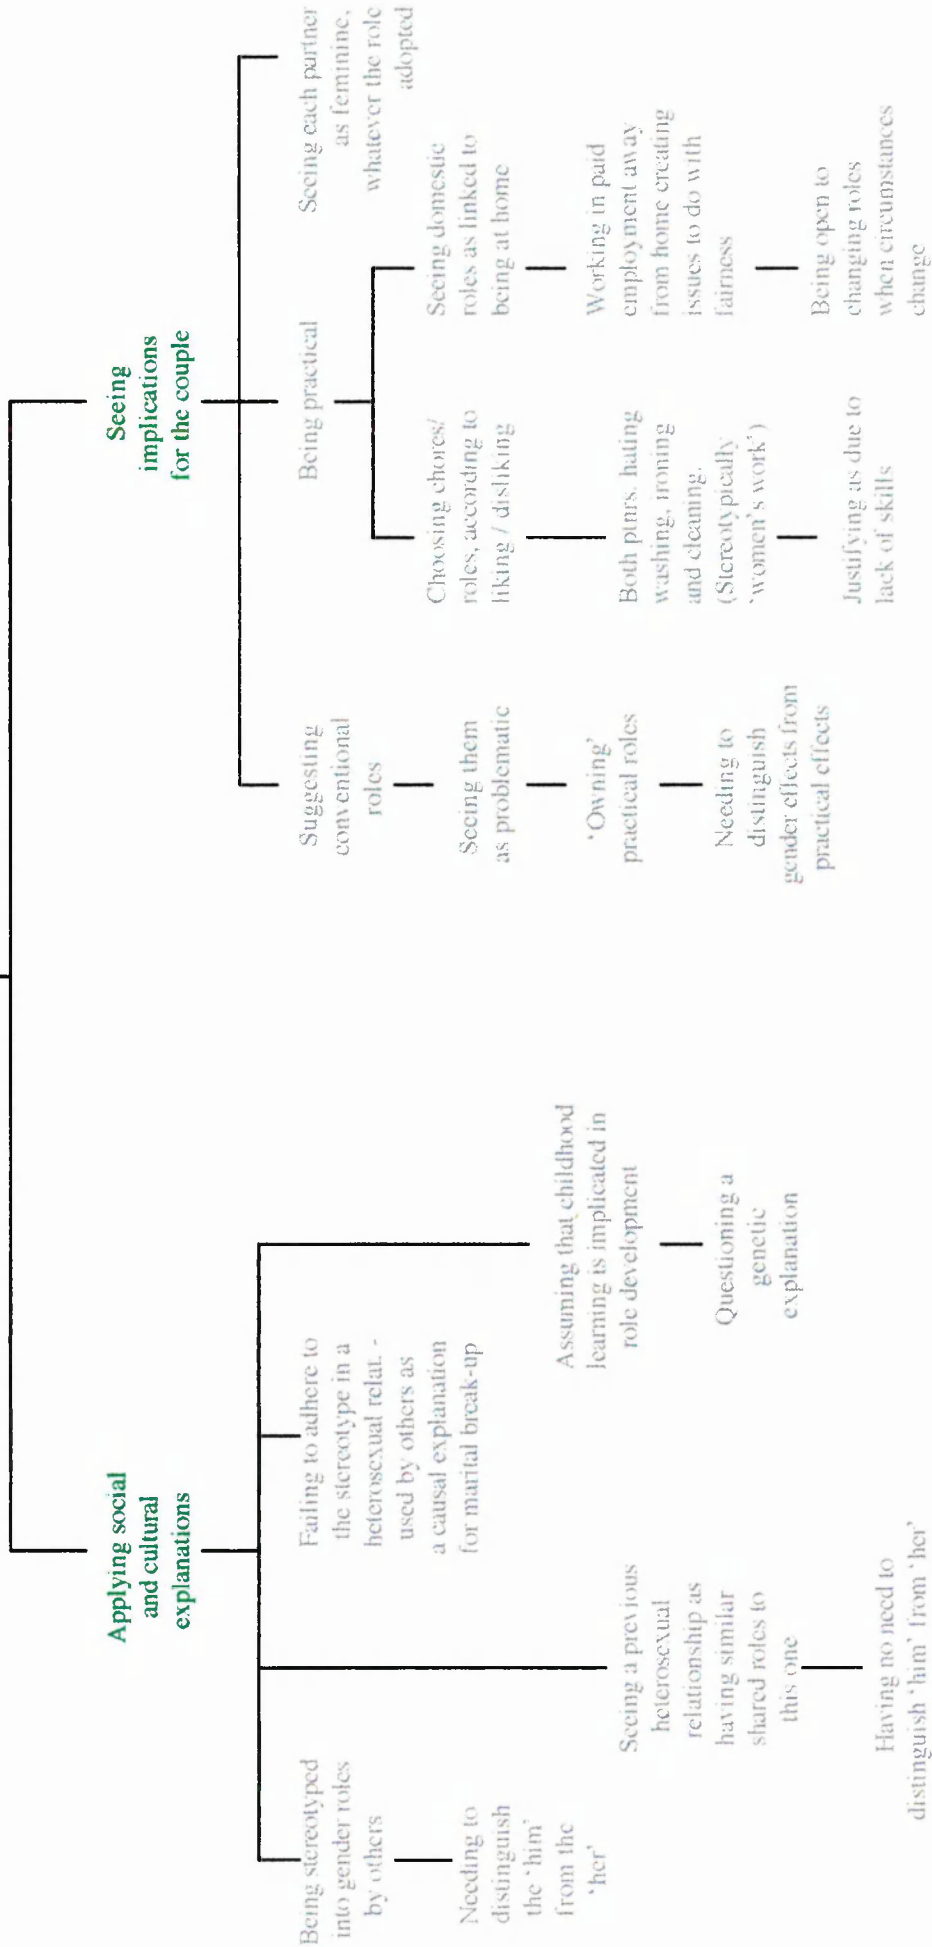 Applying social
and cultural
explanations
Being stereotyped
into gender roles
by others
Needing to
distinguish
the 'him'
from the
'her'
Seeing a previous
heterosexual
relationship as
having similar
shared roles to
this one
Having no need to
distinguish 'him' from 'her'
Failing to adhere to
the stereotype in a
heterosexual relat. -
used by others as
a causal explanation
for marital break-up
Assuming that childhood
learning is implicated in
role development
Questioning a
genetic
explanation
Seeing
implications
for the couple
Suggesting
conventional
roles
Seeing them
as problematic
'Owning'
practical roles
Needing to
distinguish
gender effects from
practical effects
Being practical
Choosing chores/
roles, according to
liking / disliking
Both ptnrs. hating
washing, ironing
and cleaning.
(Stereotypically
'women's work')
Justifying as due to
lack of skills
Seeing domestic
roles as linked to
being at home
Working in paid
employment away
from home creating
issues to do with
fairness
Being open to
changing roles
when circumstances
change
Seeing each partner
as feminine,
whatever the role
adopted